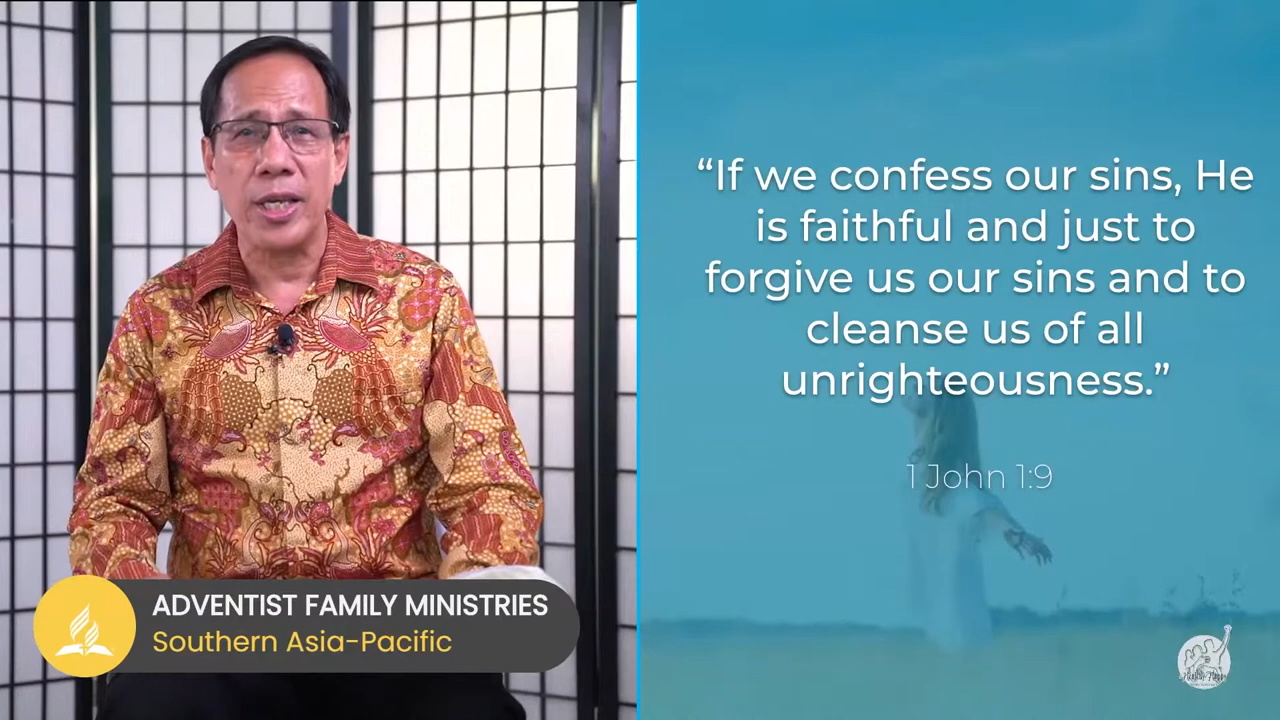 “If we confess our sins, He
is faithful and just to
forgive us our sins and to
cleanse us of all
unrighteousness.”
1 John 1:9
ADVENTIST FAMILY MINISTRIES
Southern Asia-Pacific